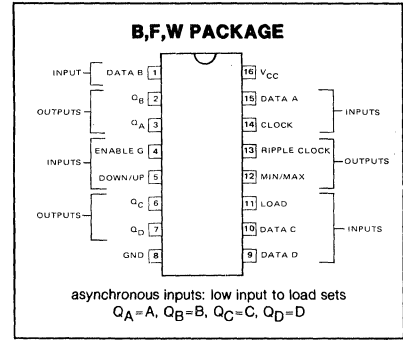 B,F,W PACKAGE
INPUT DATA B 1 16 VCC
QB 2 15 DATA A
OUTPUTS INPUTS
QA 3 14 CLOCK
ENABLE G 4 13 RIPPLE CLOCK
INPUTS OUTPUTS
DOWN/UP 5 12 MIN/MAX
QC 6 11 LOAD
OUTPUTS
QD 7 10 DATA C INPUTS
GND 8 9 DATA D
asynchronous inputs: low input to load sets
QA=A, QB=B, QC=C, QD=D